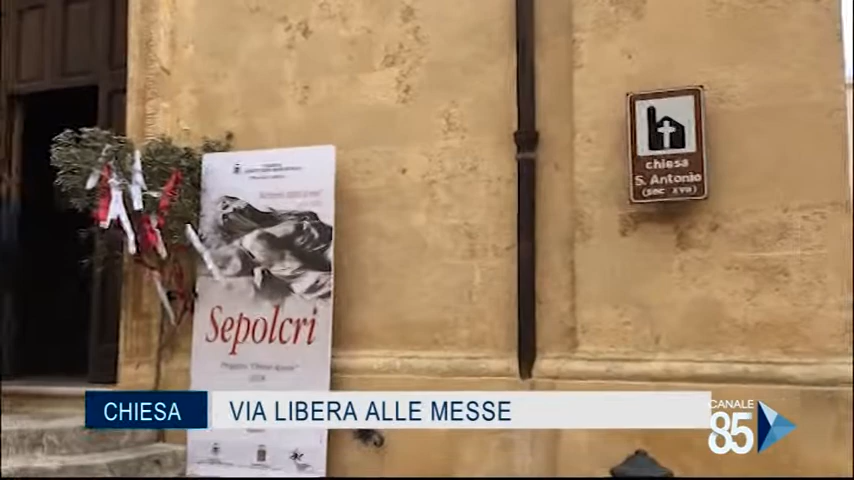 chiesa
S. Antonio
(sec XVII)
Sepolcri
CHIESA
VIA LIBERA ALLE MESSE
CANALE
85